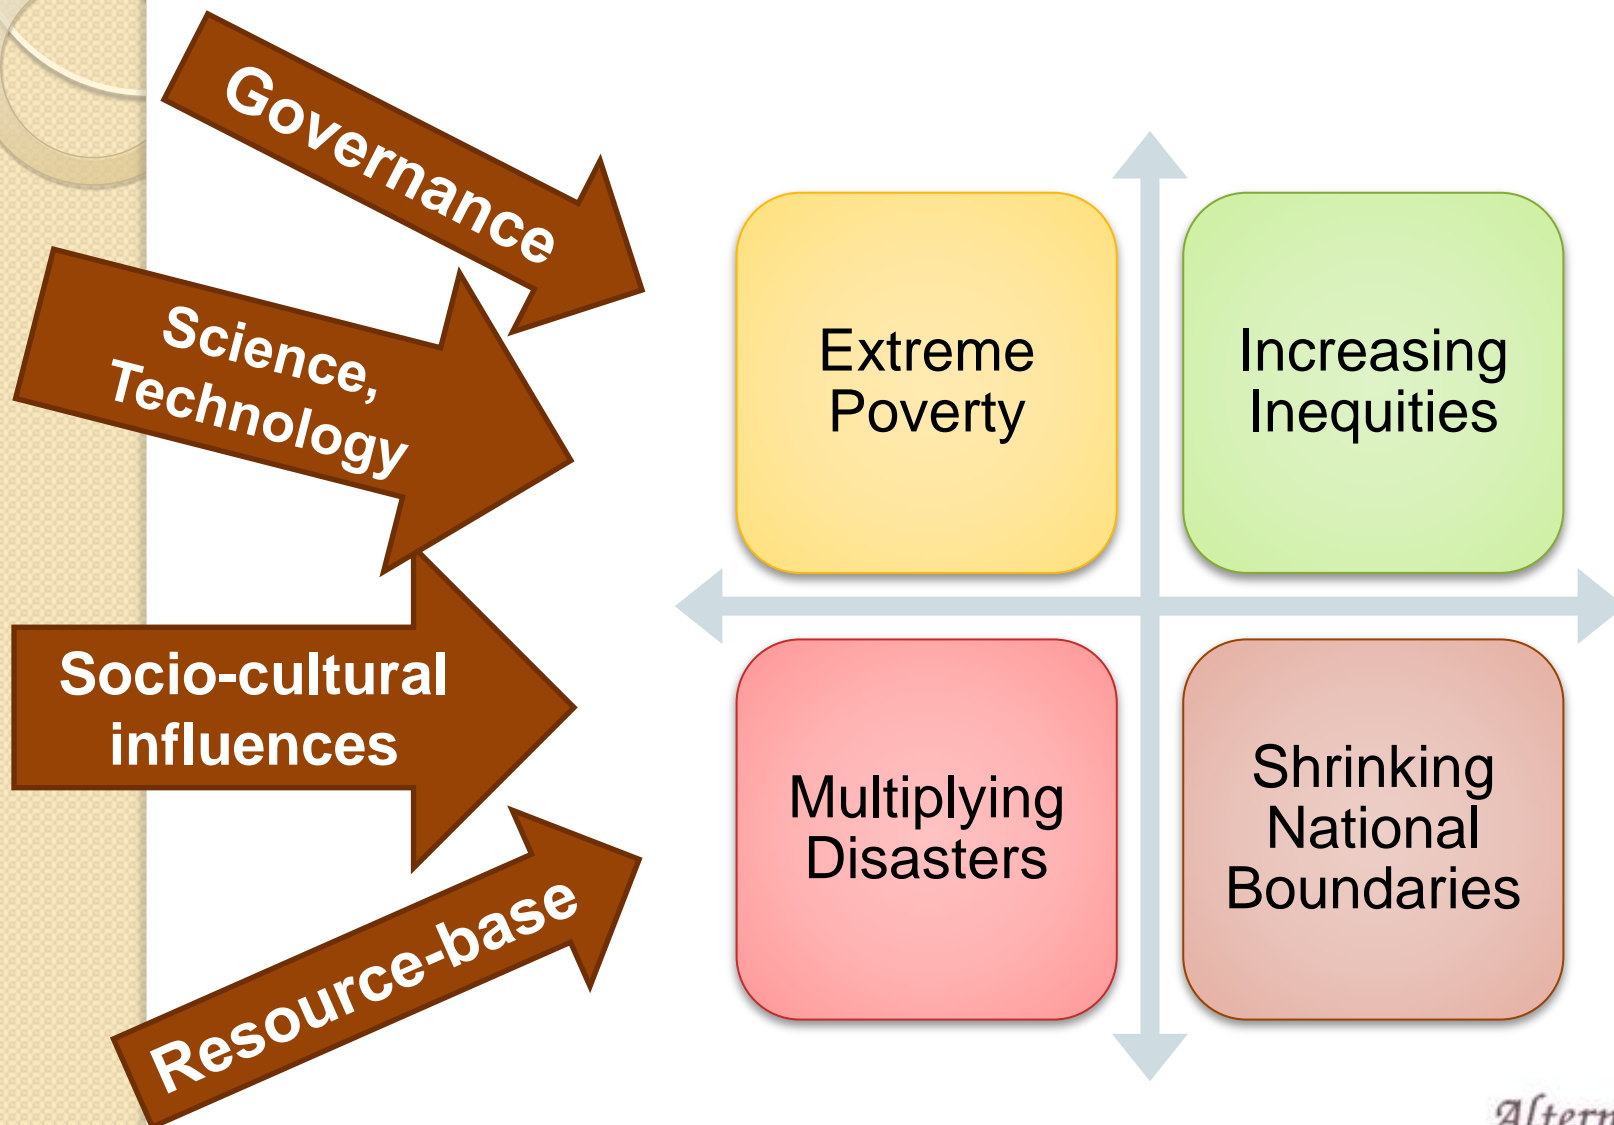 Governance
Science,
Technology
Socio-cultural
influences
Resource-base
Extreme
Poverty
Increasing
Inequities
Multiplying
Disasters
Shrinking
National
Boundaries